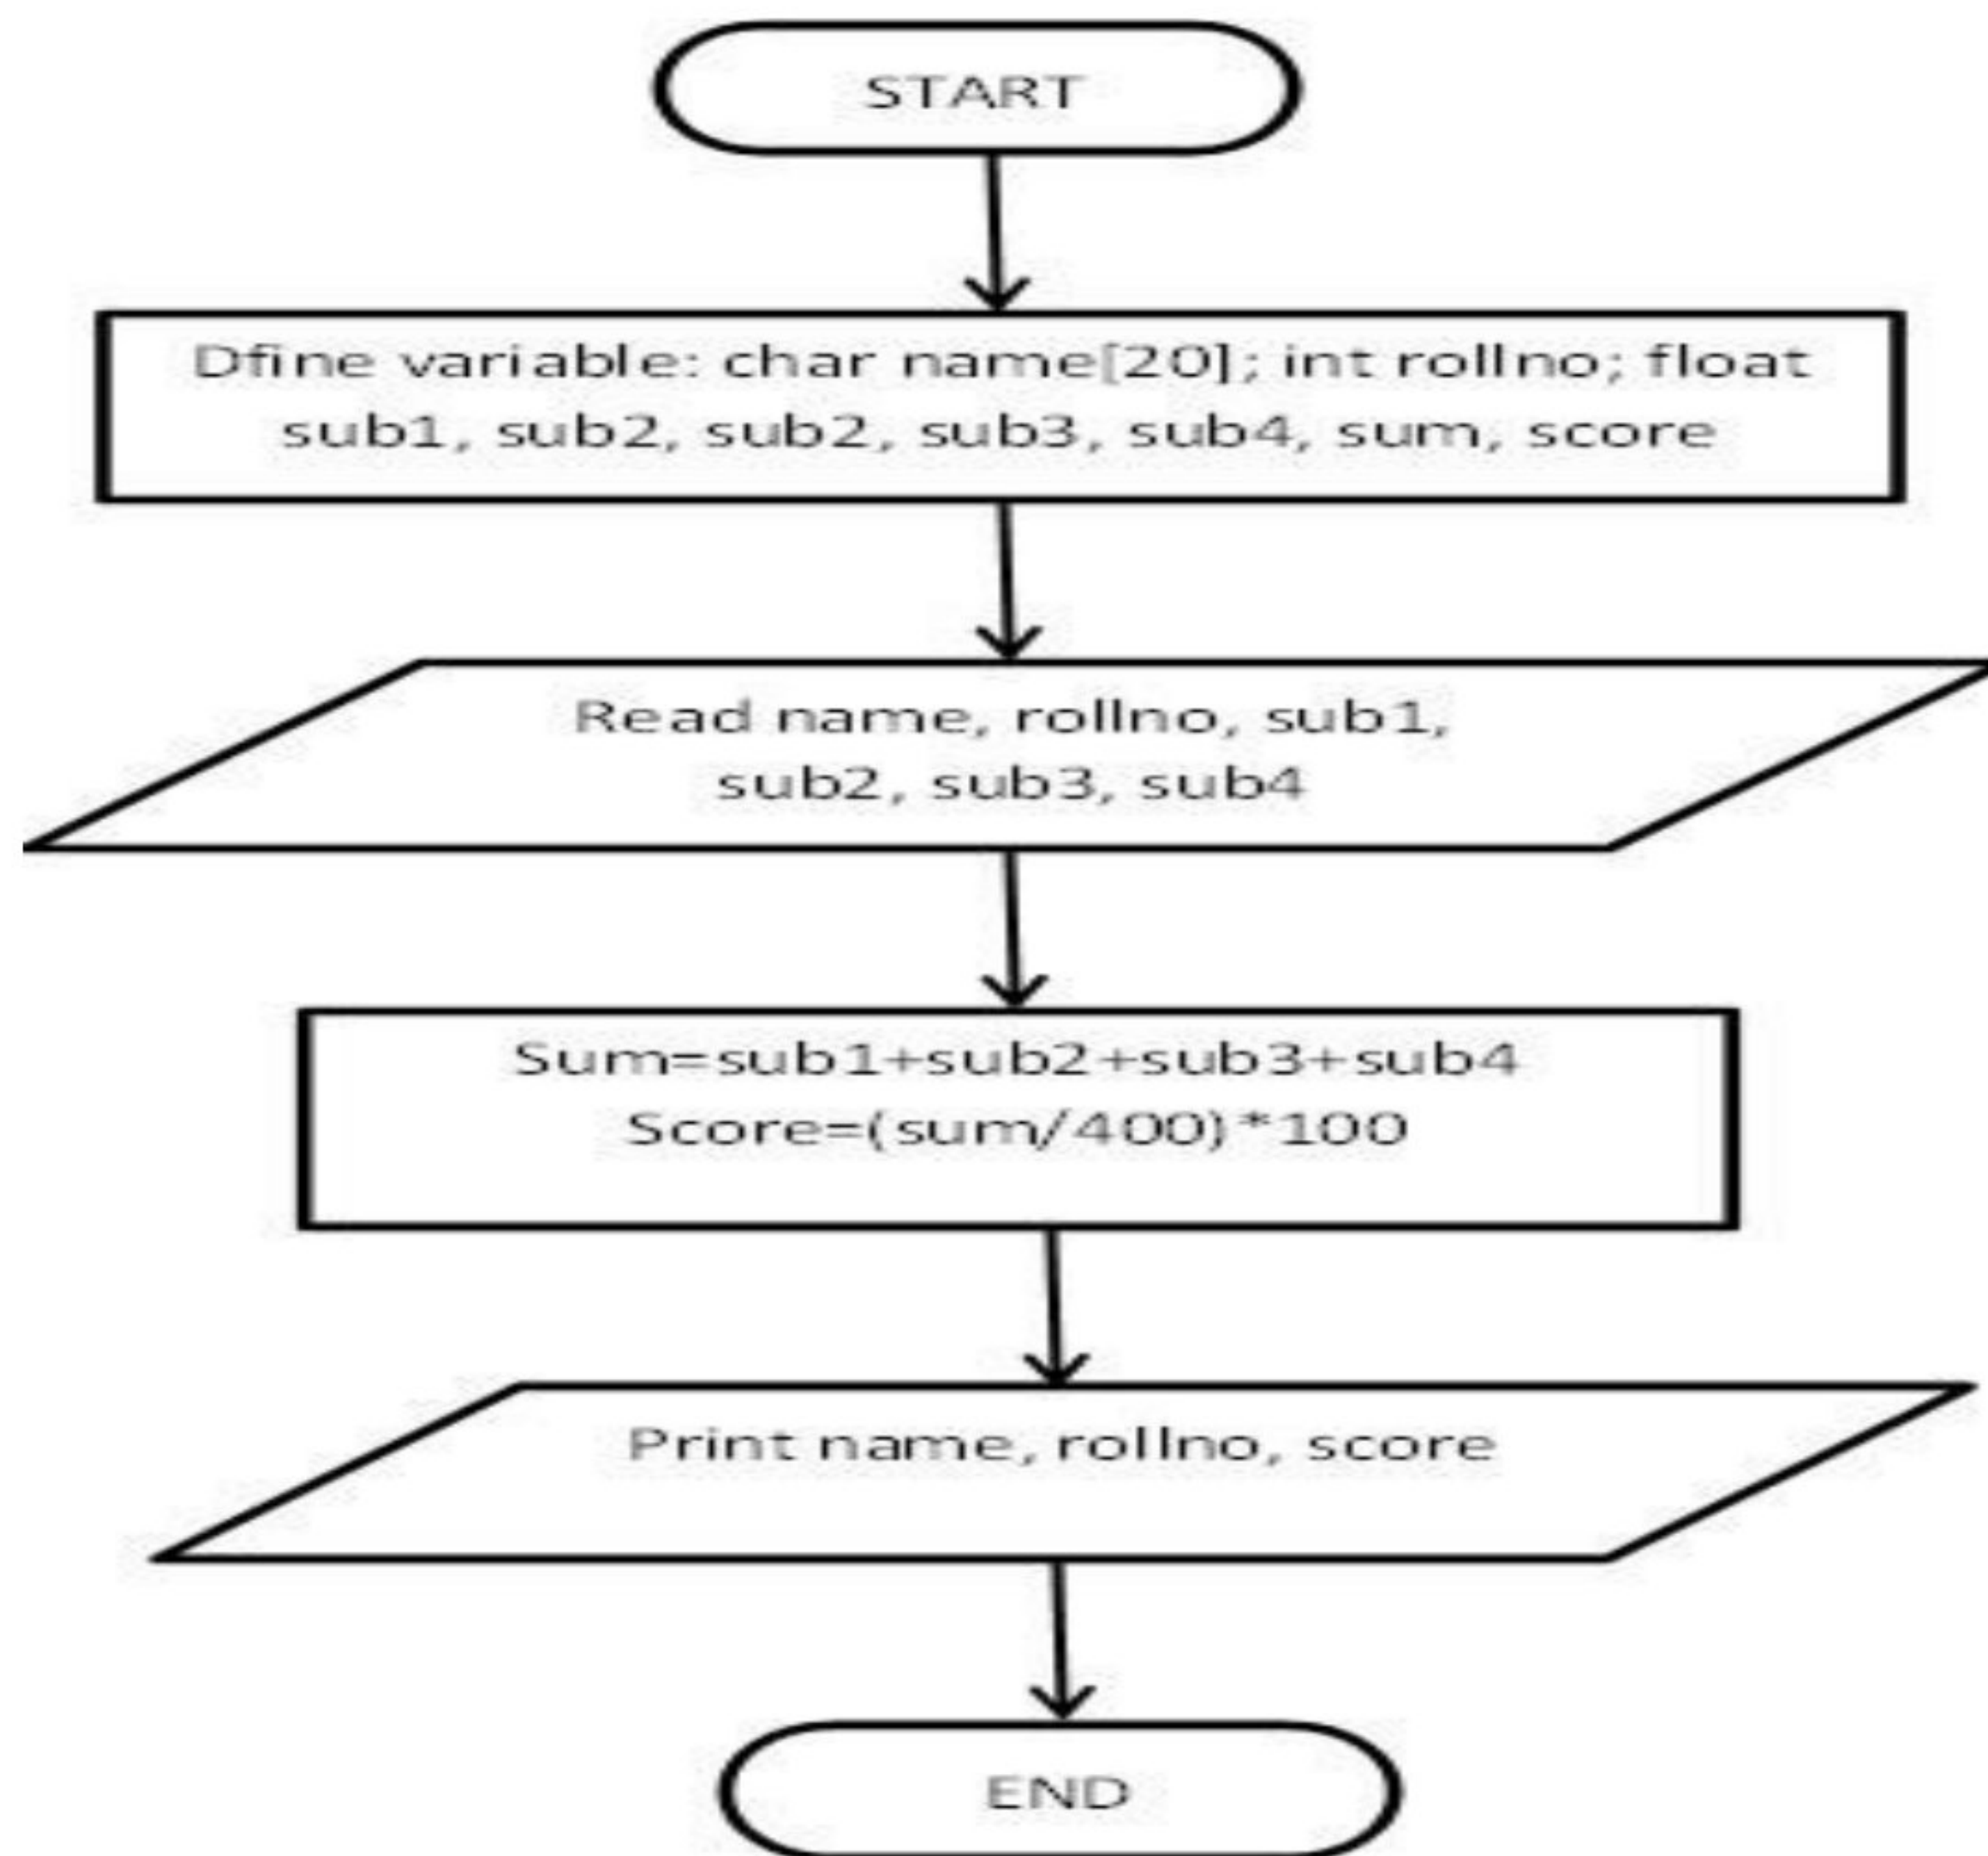 START
Dfine variable: char name[20]; int rollno; float
sub1, sub2, sub2, sub3, sub4, sum, score
Read name, rollno, sub1,
sub2, sub3, sub4
Sum=sub1+sub2+sub3+sub4
Score=(sum/400)*100
Print name, rollno, score
END